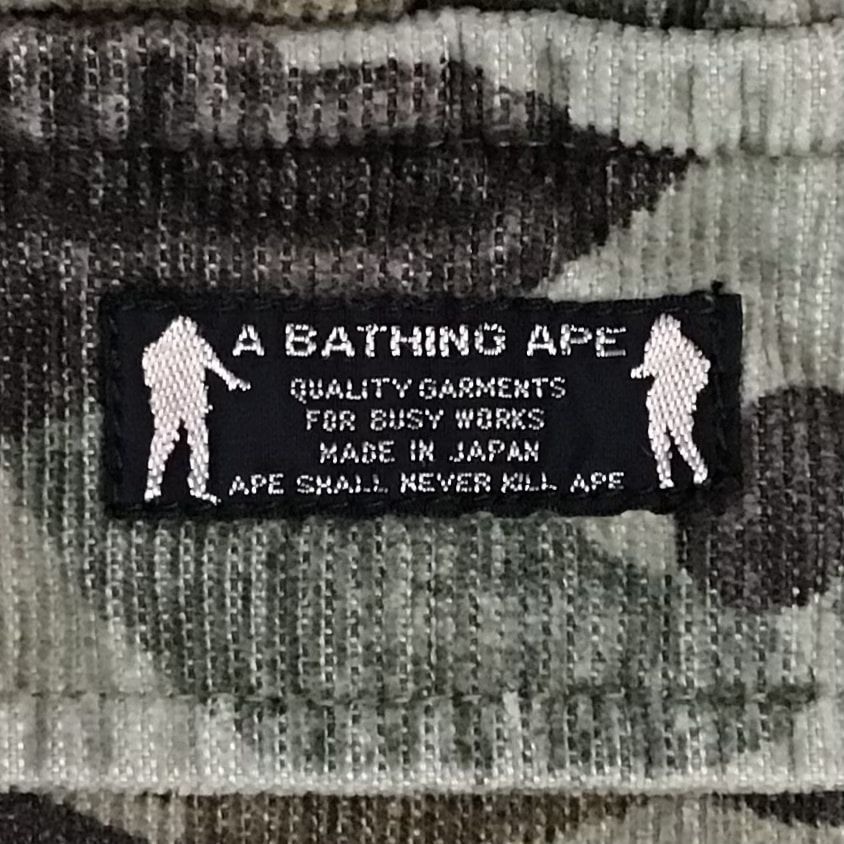 A BATHING APE
QUALITY GARMENTS
FOR BUSY WORKS
MADE IN JAPAN
APE SHALL NEVER KILL APE